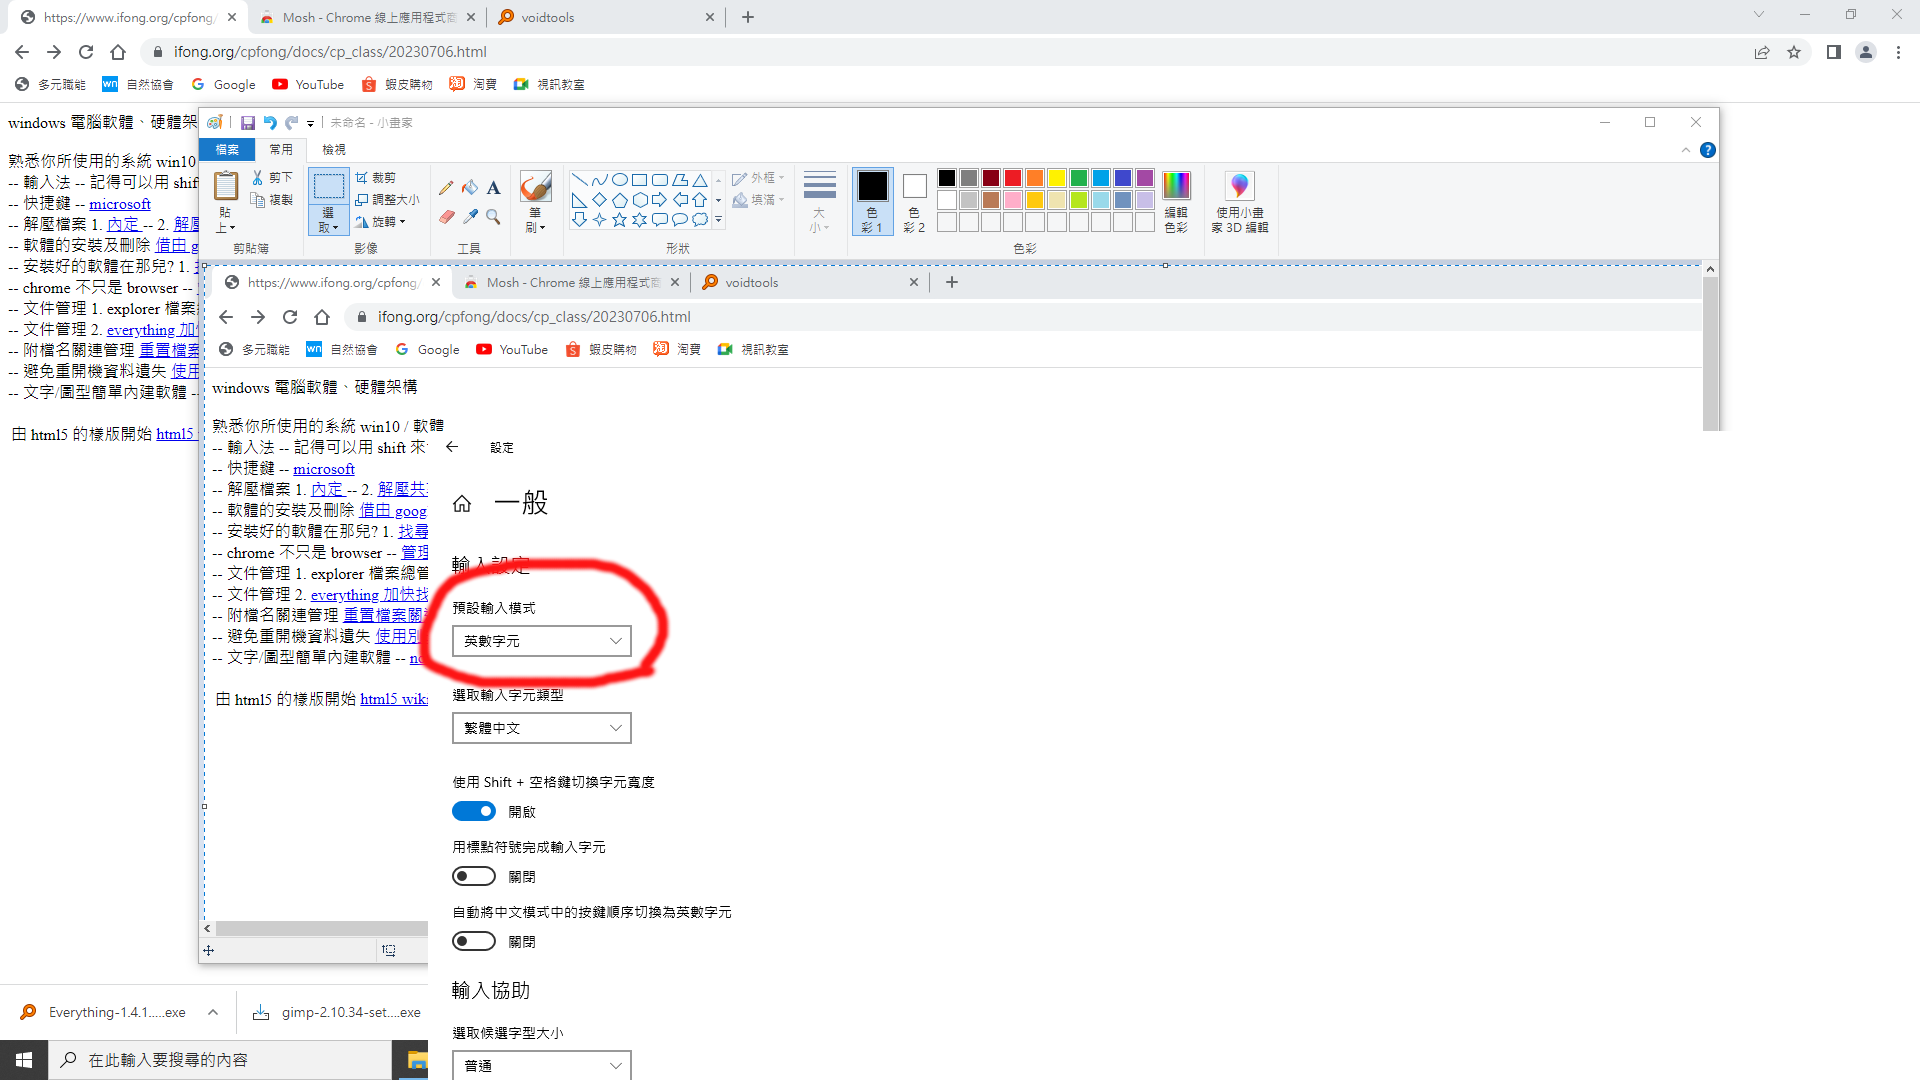 https://www.ifong.org/cpfong/
Mosh - Chrome 線上應用程式商
voidtools
ifong.org/cpfong/docs/cp_class/20230706.html
多元職能 自然協會 Google YouTube 蝦皮購物 淘寶 視訊教室
windows 電腦軟體、硬體架
熟悉你所使用的系統 win10
-- 輸入法 -- 記得可以用 shif
-- 快捷鍵 -- microsoft
-- 解壓檔案 1. 內定 -- 2. 解壓
-- 軟體的安裝及刪除 借由 g
-- 安裝好的軟體在那兒? 1.
-- chrome 不只是 browser --
-- 文件管理 1. explorer 檔案
-- 文件管理 2. everything 加
-- 附檔名關連管理 重置檔案
-- 避免重開機資料遺失 使用
-- 文字/圖型簡單內建軟體 --
由 html5 的樣版開始 html5
未命名 - 小畫家
檔案 常用 檢視
貼上 剪下 複製 剪貼簿
選取 裁剪 調整大小 旋轉 影像
A 工具
筆刷
外框 填滿 形狀
大小
色彩 1 色彩 2 編輯色彩 色彩
使用小畫家 3D 編輯
https://www.ifong.org/cpfong/
Mosh - Chrome 線上應用程式商
voidtools
ifong.org/cpfong/docs/cp_class/20230706.html
多元職能 wn 自然協會 Google YouTube 蝦皮購物 淘寶 視訊教室
windows 電腦軟體、硬體架構
熟悉你所使用的系統 win10 / 軟體
-- 輸入法 -- 記得可以用 shift 來
-- 快捷鍵 -- microsoft
-- 解壓檔案 1. 內定 -- 2. 解壓共
-- 軟體的安裝及刪除 借由 goog
-- 安裝好的軟體在那兒? 1. 找尋
-- chrome 不只是 browser -- 管理
-- 文件管理 1. explorer 檔案總管
-- 文件管理 2. everything 加快找
-- 附檔名關連管理 重置檔案關
-- 避免重開機資料遺失 使用別
-- 文字/圖型簡單內建軟體 -- no
由 html5 的樣版開始 html5 wiki
設定
一般
輸入設定
預設輸入模式
英數字元
選取輸入字元類型
繁體中文
使用 Shift + 空格鍵切換字元寬度
開啟
用標點符號完成輸入字元
關閉
自動將中文模式中的按鍵順序切換為英數字元
關閉
輸入協助
選取候選字型大小
普通
Everything-1.4.1.....exe
gimp-2.10.34-set....exe
在此輸入要搜尋的內容